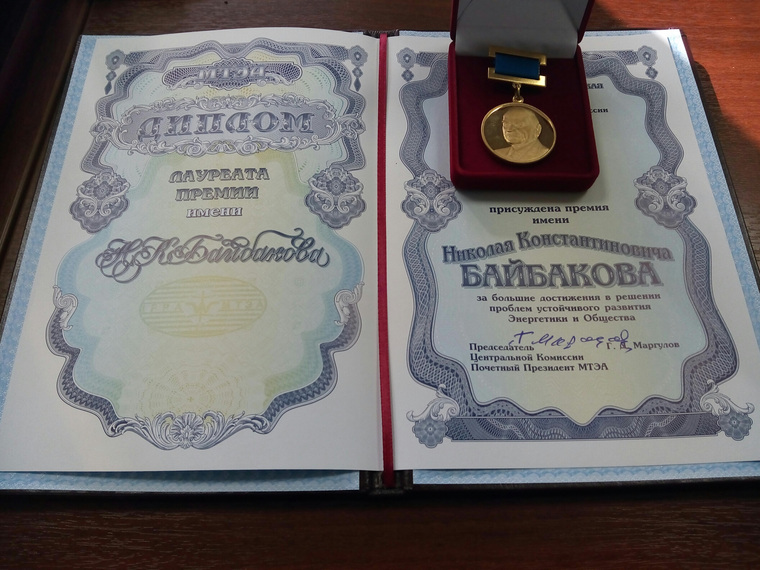 МТЭА
ДИПЛОМ
ЛАУРЕАТА
ПРЕМИИ
имени
Н.К.Байбакова
присуждена премия
имени
Николая Константиновича
БАЙБАКОВА
за большие достижения в решении
проблем устойчивого развития
Энергетики и Общества
Председатель Г. Маргулов
Центральной Комиссии
Почетный Президент МТЭА